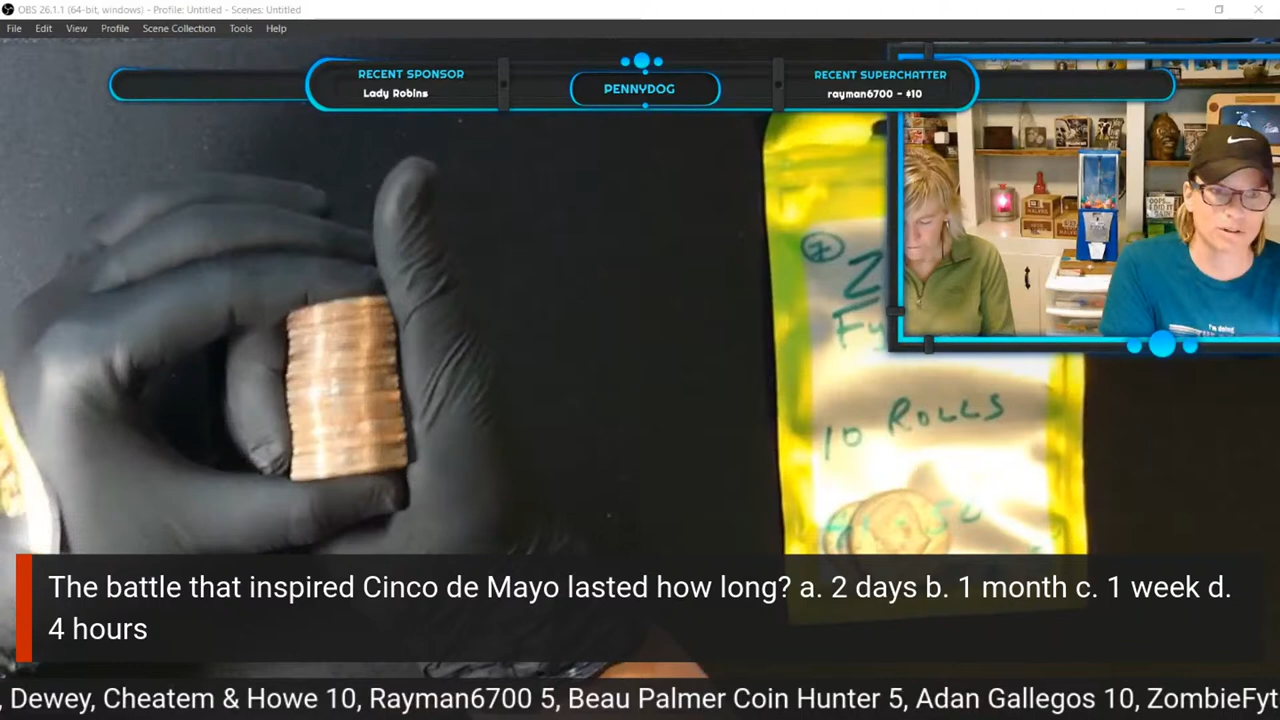 OBS 26.1.1 (64-bit, windows) - Profile: Untitled - Scenes: Untitled
File Edit View Profile Scene Collection Tools Help
RECENT SPONSOR
Lady Robins
PENNYDOG
RECENT SUPERCHATTER
rayman6700 - $10
7
Fy
10 ROLLS
I'm doing
The battle that inspired Cinco de Mayo lasted how long? a. 2 days b. 1 month c. 1 week d.
4 hours
, Dewey, Cheatem & Howe 10, Rayman6700 5, Beau Palmer Coin Hunter 5, Adan Gallegos 10, ZombieFyt